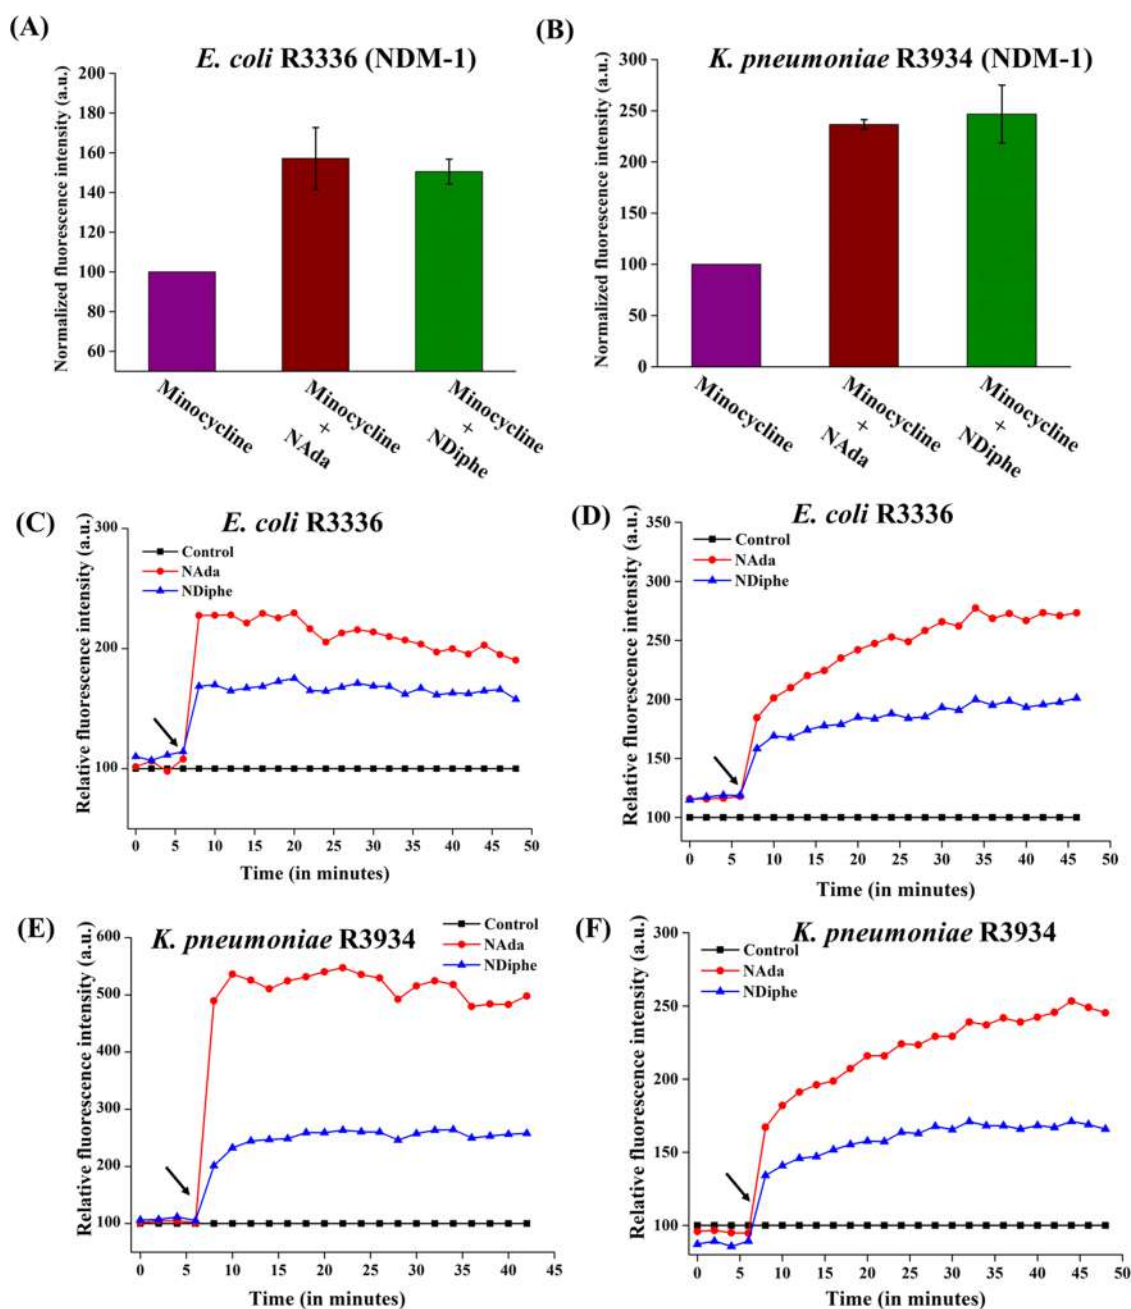 (A)
E. coli R3336 (NDM-1)
Normalized fluorescence intensity (a.u.)
200
180
160
140
120
100
80
60
Minocycline
Minocycline
+
NAda
Minocycline
+
NDiphe
(B)
K. pneumoniae R3934 (NDM-1)
Normalized fluorescence intensity (a.u.)
300
250
200
150
100
50
0
Minocycline
Minocycline
+
NAda
Minocycline
+
NDiphe
(C)
E. coli R3336
Relative fluorescence intensity (a.u.)
300
200
100
Control
NAda
NDiphe
0 5 10 15 20 25 30 35 40 45 50
Time (in minutes)
(D)
E. coli R3336
Relative fluorescence intensity (a.u.)
350
300
250
200
150
100
Control
NAda
NDiphe
0 5 10 15 20 25 30 35 40 45 50
Time (in minutes)
(E)
K. pneumoniae R3934
Relative fluorescence intensity (a.u.)
600
500
400
300
200
100
Control
NAda
NDiphe
0 5 10 15 20 25 30 35 40 45
Time (in minutes)
(F)
K. pneumoniae R3934
Relative fluorescence intensity (a.u.)
300
250
200
150
100
Control
NAda
NDiphe
0 5 10 15 20 25 30 35 40 45 50
Time (in minutes)